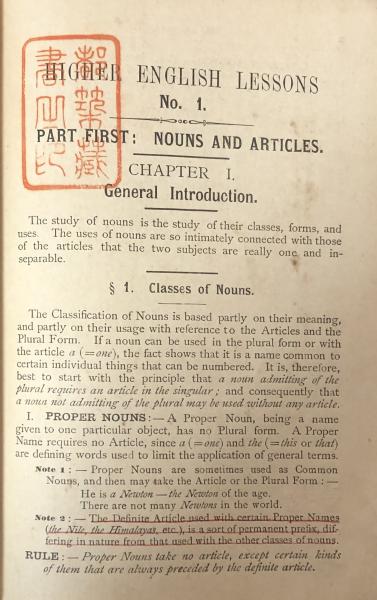 HIGHER ENGLISH LESSONS
No. 1.
PART FIRST: NOUNS AND ARTICLES.
CHAPTER I.
General Introduction.
The study of nouns is the study of their classes, forms, and
uses. The uses of nouns are so intimately connected with those
of the articles that the two subjects are really one and in-
separable.
§ 1. Classes of Nouns.
The Classification of Nouns is based partly on their meaning,
and partly on their usage with reference to the Articles and the
Plural Form. If a noun can be used in the plural form or with
the article a (=one), the fact shows that it is a name common to
certain individual things that can be numbered. It is, therefore,
best to start with the principle that a noun admitting of the
plural requires an article in the singular; and consequently that
a noun not admitting of the plural may be used without any article.
I. PROPER NOUNS:—A Proper Noun, being a name
given to one particular object, has no Plural form. A Proper
Name requires no Article, since a (=one) and the (=this or that)
are defining words used to limit the application of general terms.
Note 1:—Proper Nouns are sometimes used as Common
Nouns, and then may take the Article or the Plural Form:—
He is a Newton—the Newton of the age.
There are not many Newtons in the world.
Note 2:—The Definite Article used with certain Proper Names
(the Nile, the Himalayas, etc.), is a sort of permanent prefix, dif-
fering in nature from that used with the other classes of nouns.
RULE:—Proper Nouns take no article, except certain kinds
of them that are always preceded by the definite article.